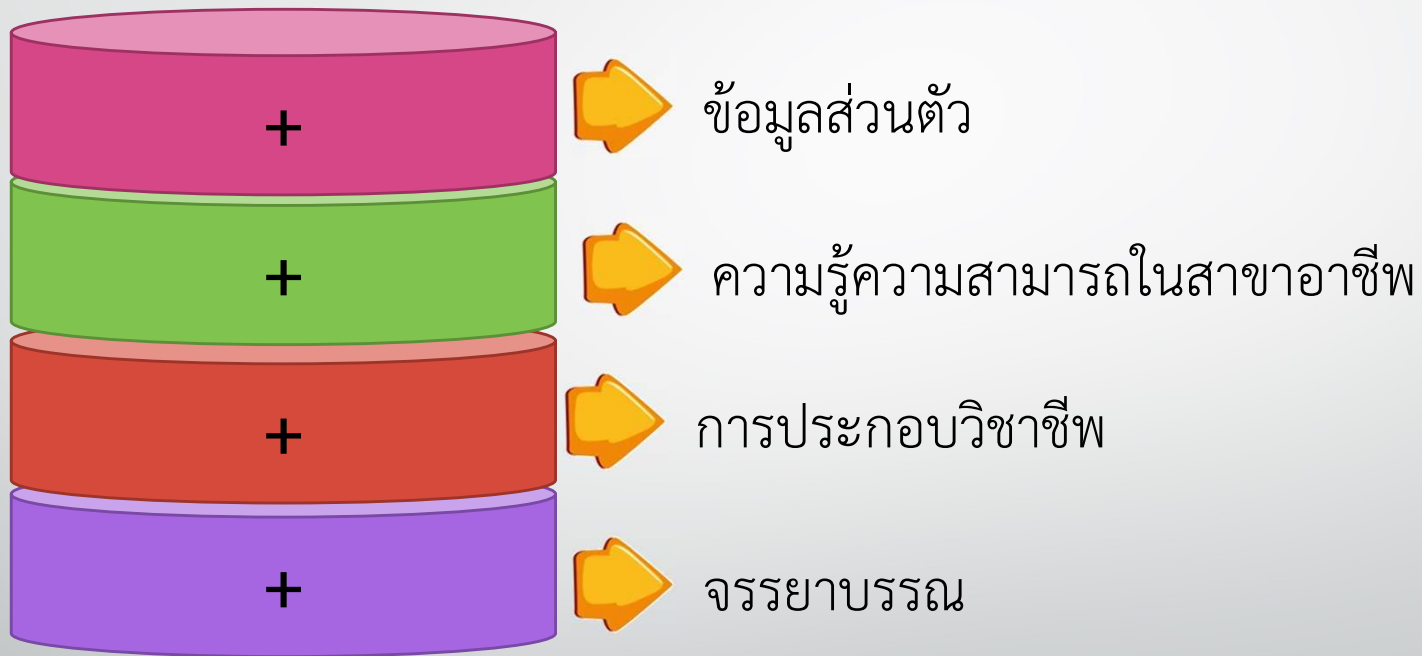 + ข้อมูลส่วนตัว
+ ความรู้ความสามารถในสาขาอาชีพ
+ การประกอบวิชาชีพ
+ จรรยาบรรณ